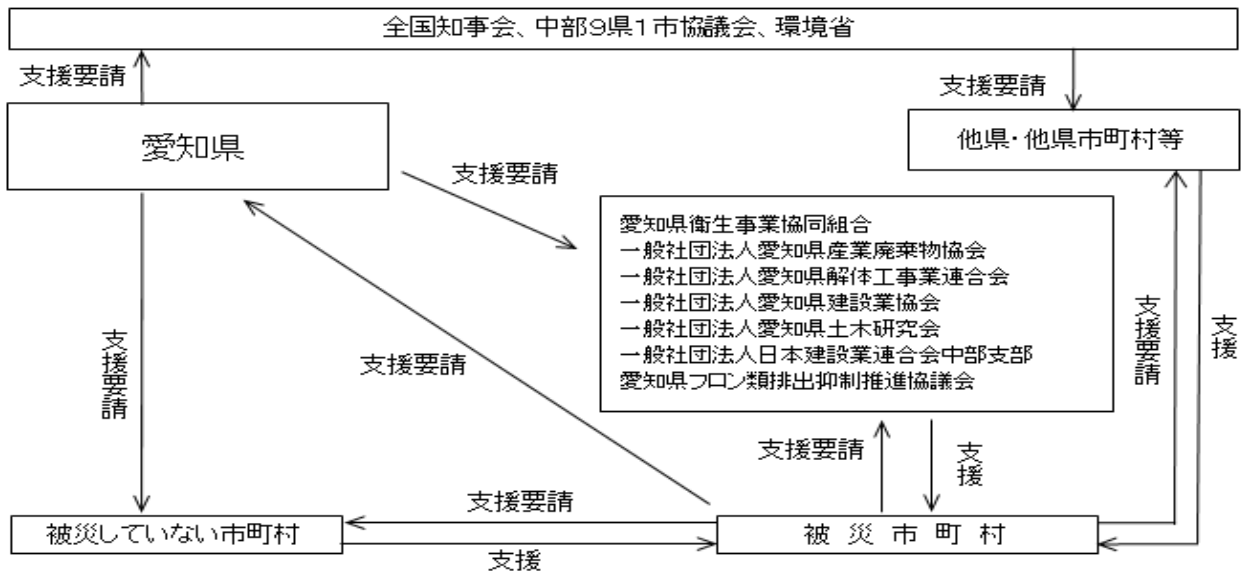 全国知事会、中部9県1市協議会、環境省
支援要請
支援要請
愛知県
他県・他県市町村等
支援要請
愛知県衛生事業協同組合
一般社団法人愛知県産業廃棄物協会
一般社団法人愛知県解体工事業連合会
一般社団法人愛知県建設業協会
一般社団法人愛知県土木研究会
一般社団法人日本建設業連合会中部支部
愛知県フロン類排出抑制推進協議会
支援要請
支援要請
支援要請
支援
支援要請
支援
支援要請
被災していない市町村
被災市町村
支援